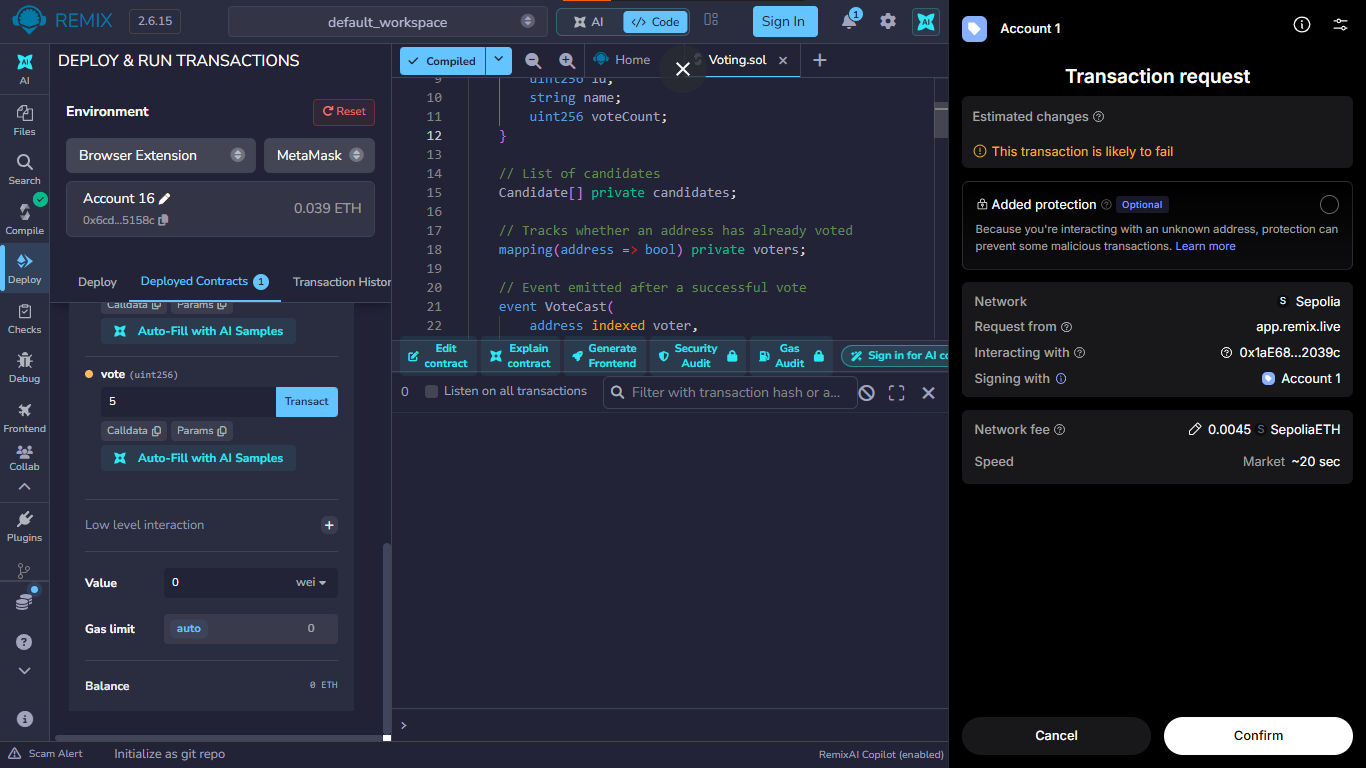 REMIX
2.6.15
default_workspace
AI
Code
Sign In
1
AI
AI
Files
Search
Compile
Deploy
Checks
Debug
Frontend
Collab
Plugins
DEPLOY & RUN TRANSACTIONS
Environment
Reset
Browser Extension
MetaMask
Account 16
0x6cd...5158c
0.039 ETH
Deploy
Deployed Contracts 1
Transaction Histor
Calldata
Params
Auto-Fill with AI Samples
vote (uint256)
5
Transact
Calldata
Params
Auto-Fill with AI Samples
Low level interaction
Value
0
wei
Gas limit
auto
0
Balance
0 ETH
Compiled
Home
Voting.sol
9 uint256 id;
10 string name;
11 uint256 voteCount;
12 }
13
14 // List of candidates
15 Candidate[] private candidates;
16
17 // Tracks whether an address has already voted
18 mapping(address => bool) private voters;
19
20 // Event emitted after a successful vote
21 event VoteCast(
22 address indexed voter,
Edit contract
Explain contract
Generate Frontend
Security Audit
Gas Audit
Sign in for AI co
0
Listen on all transactions
Filter with transaction hash or a...
>
Scam Alert
Initialize as git repo
RemixAI Copilot (enabled)
Account 1
Transaction request
Estimated changes
This transaction is likely to fail
Added protection
Optional
Because you're interacting with an unknown address, protection can
prevent some malicious transactions. Learn more
Network
S Sepolia
Request from
app.remix.live
Interacting with
0x1aE68...2039c
Signing with
Account 1
Network fee
0.0045 S SepoliaETH
Speed
Market ~20 sec
Cancel
Confirm